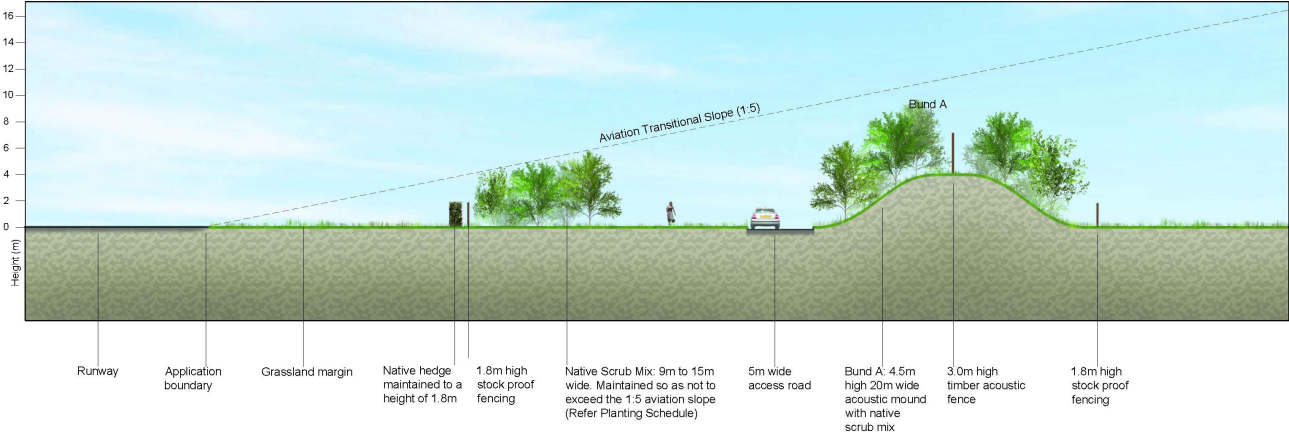 16
14
12
10
8
6
4
2
0
Height (m)
Aviation Transitional Slope (1:5)
Bund A
Runway
Application
boundary
Grassland margin
Native hedge
maintained to a
height of 1.8m
1.8m high
stock proof
fencing
Native Scrub Mix: 9m to 15m
wide. Maintained so as not to
exceed the 1:5 aviation slope
(Refer Planting Schedule)
5m wide
access road
Bund A: 4.5m
high 20m wide
acoustic mound
with native
scrub mix
3.0m high
timber acoustic
fence
1.8m high
stock proof
fencing